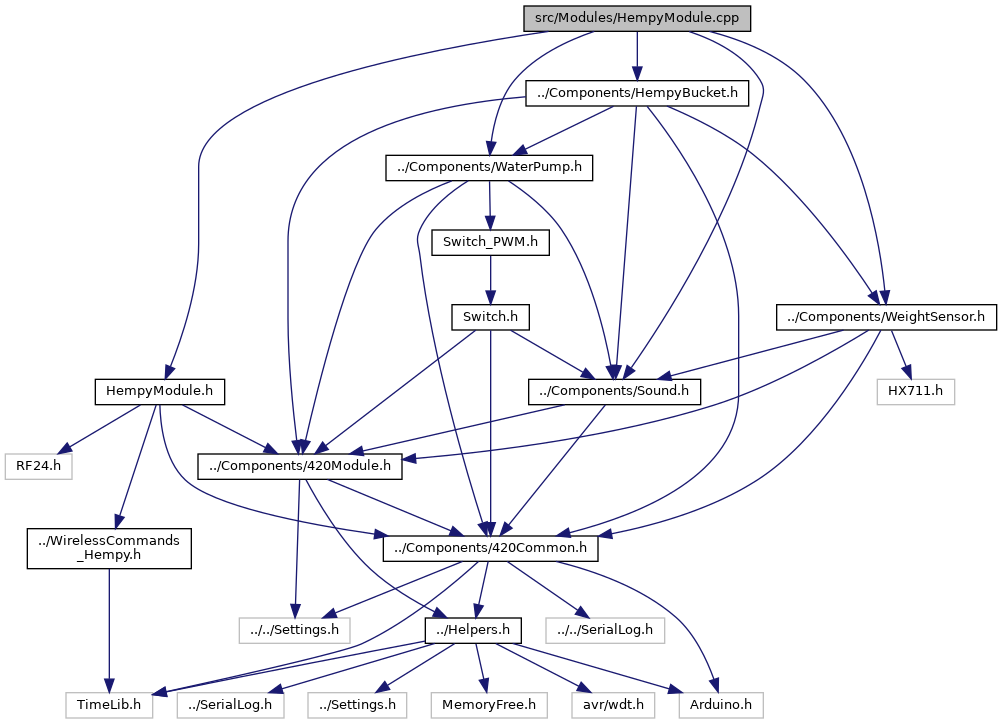 src/Modules/HempyModule.cpp
../Components/HempyBucket.h
../Components/WaterPump.h
Switch_PWM.h
Switch.h
../Components/WeightSensor.h
HempyModule.h
../Components/Sound.h
HX711.h
RF24.h
../Components/420Module.h
../WirelessCommands
_Hempy.h
../Components/420Common.h
../../Settings.h
../Helpers.h
../../SerialLog.h
TimeLib.h
../SerialLog.h
../Settings.h
MemoryFree.h
avr/wdt.h
Arduino.h